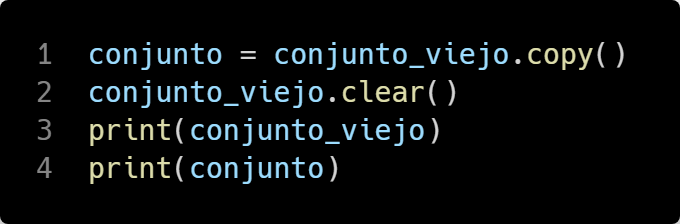 1 conjunto = conjunto_viejo.copy()
2 conjunto_viejo.clear()
3 print(conjunto_viejo)
4 print(conjunto)